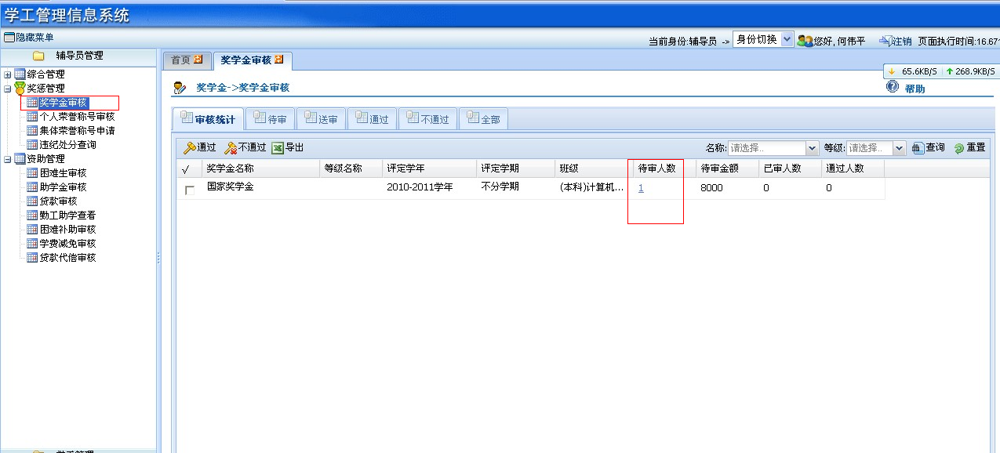 学工管理信息系统
隐藏菜单
当前身份:辅导员 -> 身份切换 您好,何伟平 注销 页面执行时间:16.67
辅导员管理
首页 奖学金审核
65.6KB/S 268.9KB/S
综合管理
奖惩管理
奖学金审核
个人荣誉称号审核
集体荣誉称号申请
违纪处分查询
资助管理
困难生审核
助学金审核
贷款审核
勤工助学查看
困难补助审核
学费减免审核
贷款代偿审核
奖学金->奖学金审核
帮助
审核统计 待审 送审 通过 不通过 全部
通过 不通过 导出 名称: 请选择.. 等级: 请选择.. 查询 重置
√ 奖学金名称 等级名称 评定学年 评定学期 班级 待审人数 待审金额 已审人数 通过人数
国家奖学金 2010-2011学年 不分学期 (本科)计算机... 1 8000 0 0